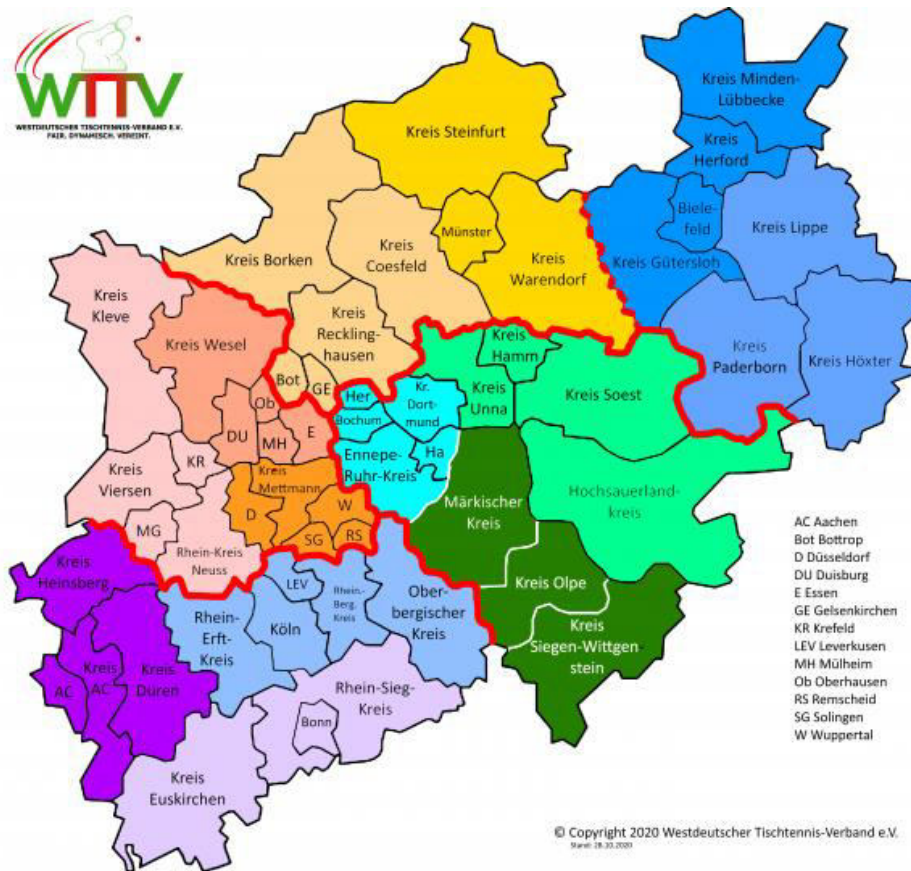 WTTV
WESTDEUTSCHER TISCHTENNIS-VERBAND E.V.
FAIR. DYNAMISCH. VEREINT.
Kreis Steinfurt
Kreis Minden-
Lübbecke
Kreis
Herford
Biele-
feld
Kreis Lippe
Kreis Gütersloh
Münster
Kreis
Warendorf
Kreis Borken
Kreis
Coesfeld
Kreis
Kleve
Kreis Wesel
Kreis
Reckling-
hausen
Kreis
Hamm
Kreis
Paderborn
Kreis Höxter
Bot
GE
Her
Kr.
Dort-
mund
Kreis
Unna
Kreis Soest
Ob
Bochum
DU
MH
E
Ennepe-
Ruhr-Kreis
Ha
Kreis
Viersen
KR
Kreis
Mettmann
Märkischer
Kreis
Hochsauerland-
kreis
MG
D
W
SG
RS
Rhein-Kreis
Neuss
Kreis
Heinsberg
LEV
Rhein.-
Berg.
Kreis
Ober-
bergischer
Kreis
Kreis Olpe
Rhein-
Erft-
Kreis
Köln
Kreis
Siegen-Wittgen
stein
AC
Kreis
AC
Kreis
Düren
Rhein-Sieg-
Kreis
Bonn
Kreis
Euskirchen
AC Aachen
Bot Bottrop
D Düsseldorf
DU Duisburg
E Essen
GE Gelsenkirchen
KR Krefeld
LEV Leverkusen
MH Mülheim
Ob Oberhausen
RS Remscheid
SG Solingen
W Wuppertal
© Copyright 2020 Westdeutscher Tischtennis-Verband e.V.
Stand: 28.10.2020